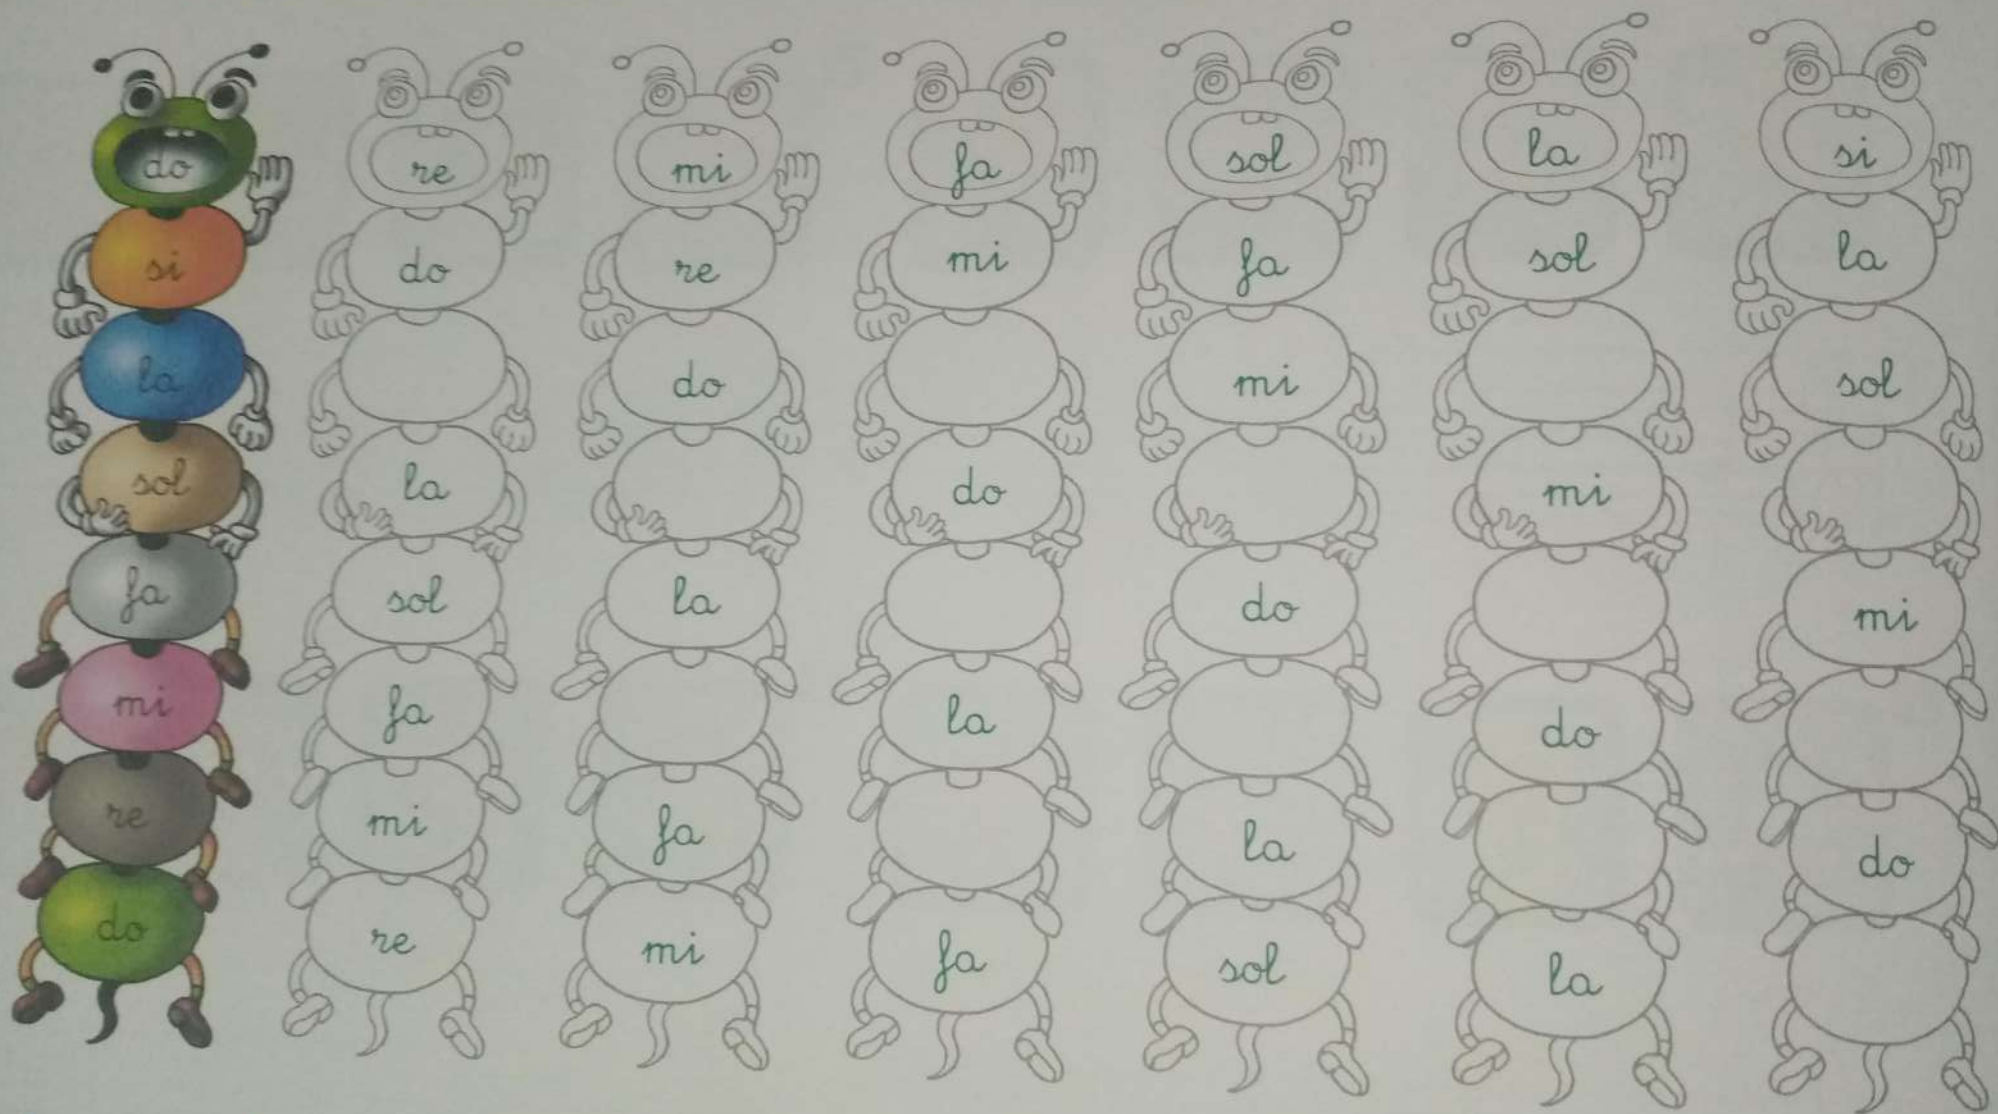 do re mi fa sol la si
si do re mi fa sol la
la do mi sol
sol la do mi
fa sol la do mi
mi fa la do
re mi fa la do
do re mi fa sol la